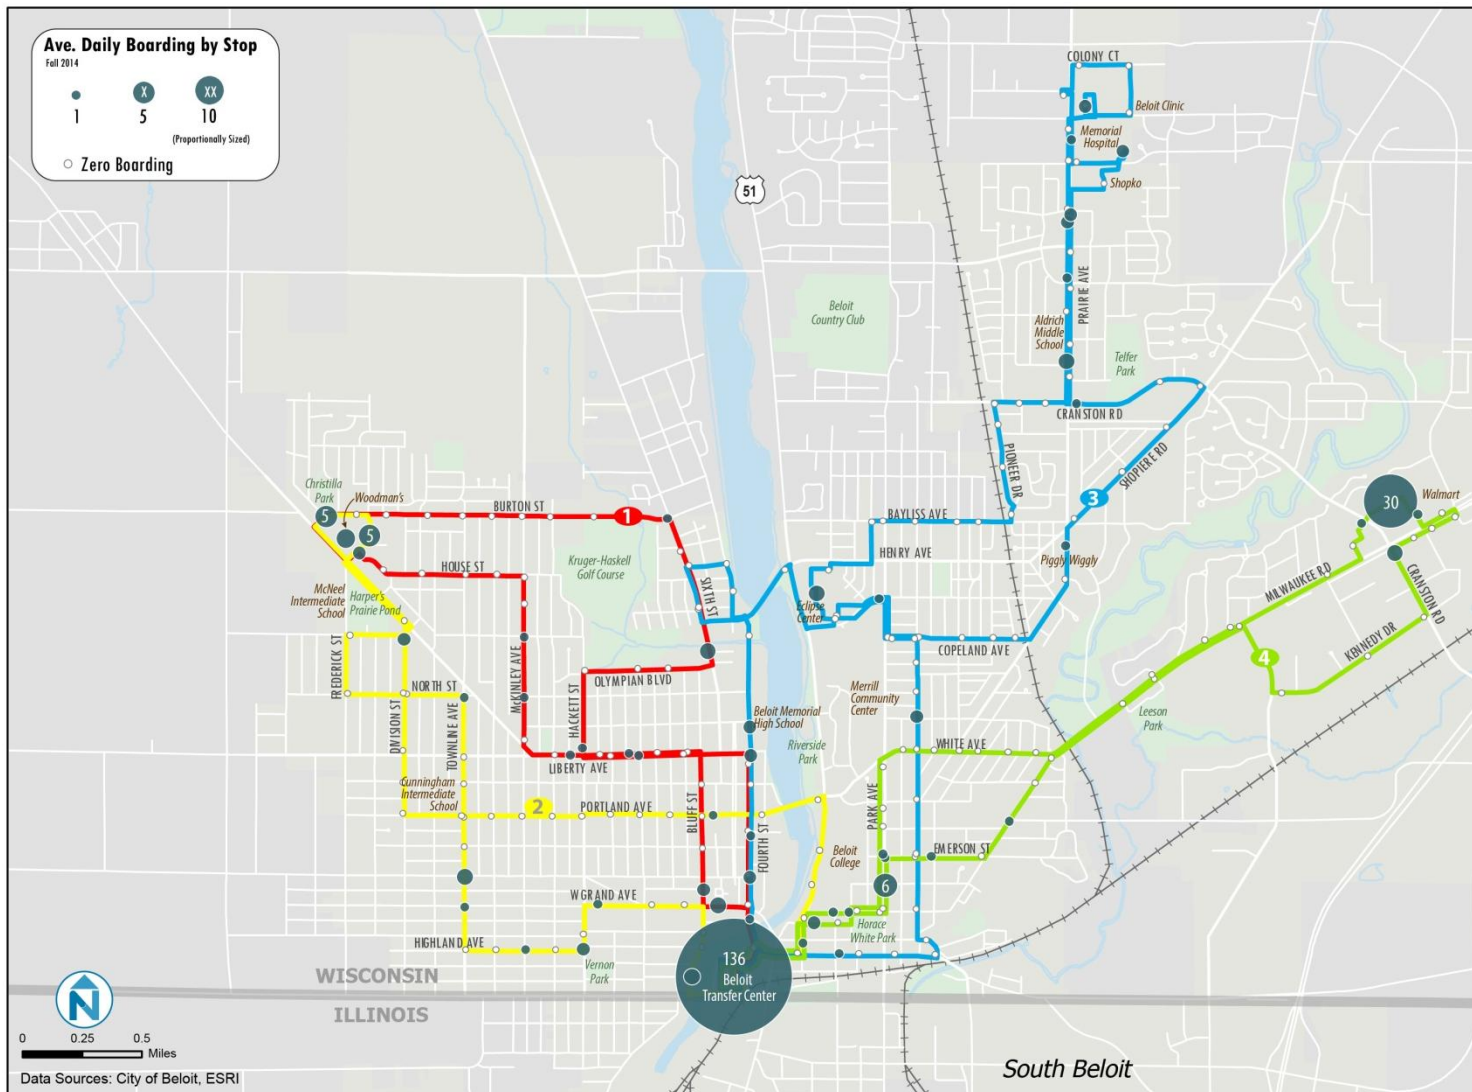 Ave. Daily Boarding by Stop
Fall 2014
X
XX
1
5
10
(Proportionally Sized)
Zero Boarding
51
COLONY CT
Beloit Clinic
Memorial
Hospital
Shopko
PRAIRIE AVE
Beloit
Country Club
Aldrich
Middle
School
Telfer
Park
CRANSTON RD
PIONEER DR
3
SHOPIERE RD
30
Walmart
Christilla
Park
Woodman's
5
5
BURTON ST
1
BAYLISS AVE
HENRY AVE
Piggly Wiggly
Kruger-Haskell
Golf Course
HOUSE ST
SIXTH ST
MILWAUKEE RD
CRANSTON RD
McNeel
Intermediate
School
Harper's
Prairie Pond
Eclipse
Center
FREDERICK ST
McKINLEY AVE
COPELAND AVE
KENNEDY DR
4
NORTH ST
OLYMPIAN BLVD
HACKETT ST
DIVISION ST
TOWNLINE AVE
Merrill
Community
Center
Beloit Memorial
High School
Leeson
Park
Riverside
Park
WHITE AVE
LIBERTY AVE
Cunningham
Intermediate
School
2
PORTLAND AVE
BLUFF ST
FOURTH ST
PARK AVE
Beloit
College
EMERSON ST
6
W GRAND AVE
Horace
White Park
HIGHLAND AVE
Vernon
Park
136
Beloit
Transfer Center
WISCONSIN
ILLINOIS
N
0
0.25
0.5
Miles
Data Sources: City of Beloit, ESRI
South Beloit